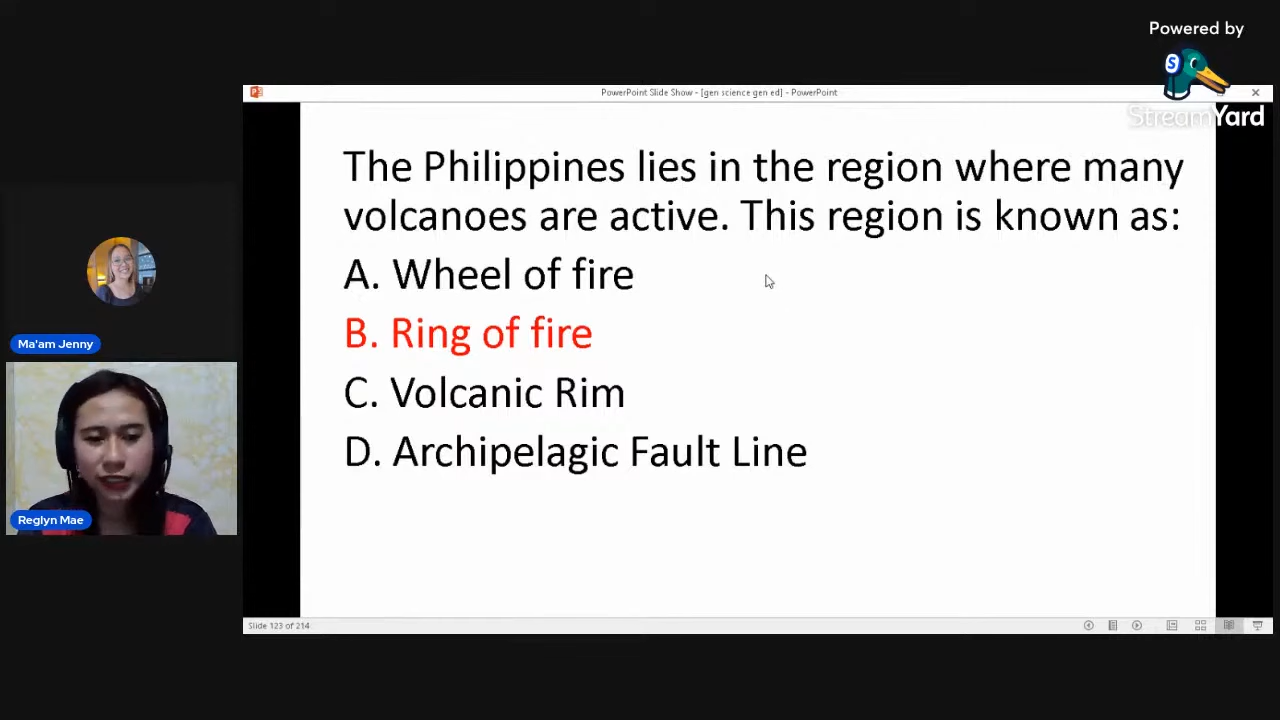 Powered by
S
StreamYard
PowerPoint Slide Show - [gen science gen ed] - PowerPoint
The Philippines lies in the region where many
volcanoes are active. This region is known as:
A. Wheel of fire
B. Ring of fire
C. Volcanic Rim
D. Archipelagic Fault Line
Ma'am Jenny
Reglyn Mae
Slide 123 of 214